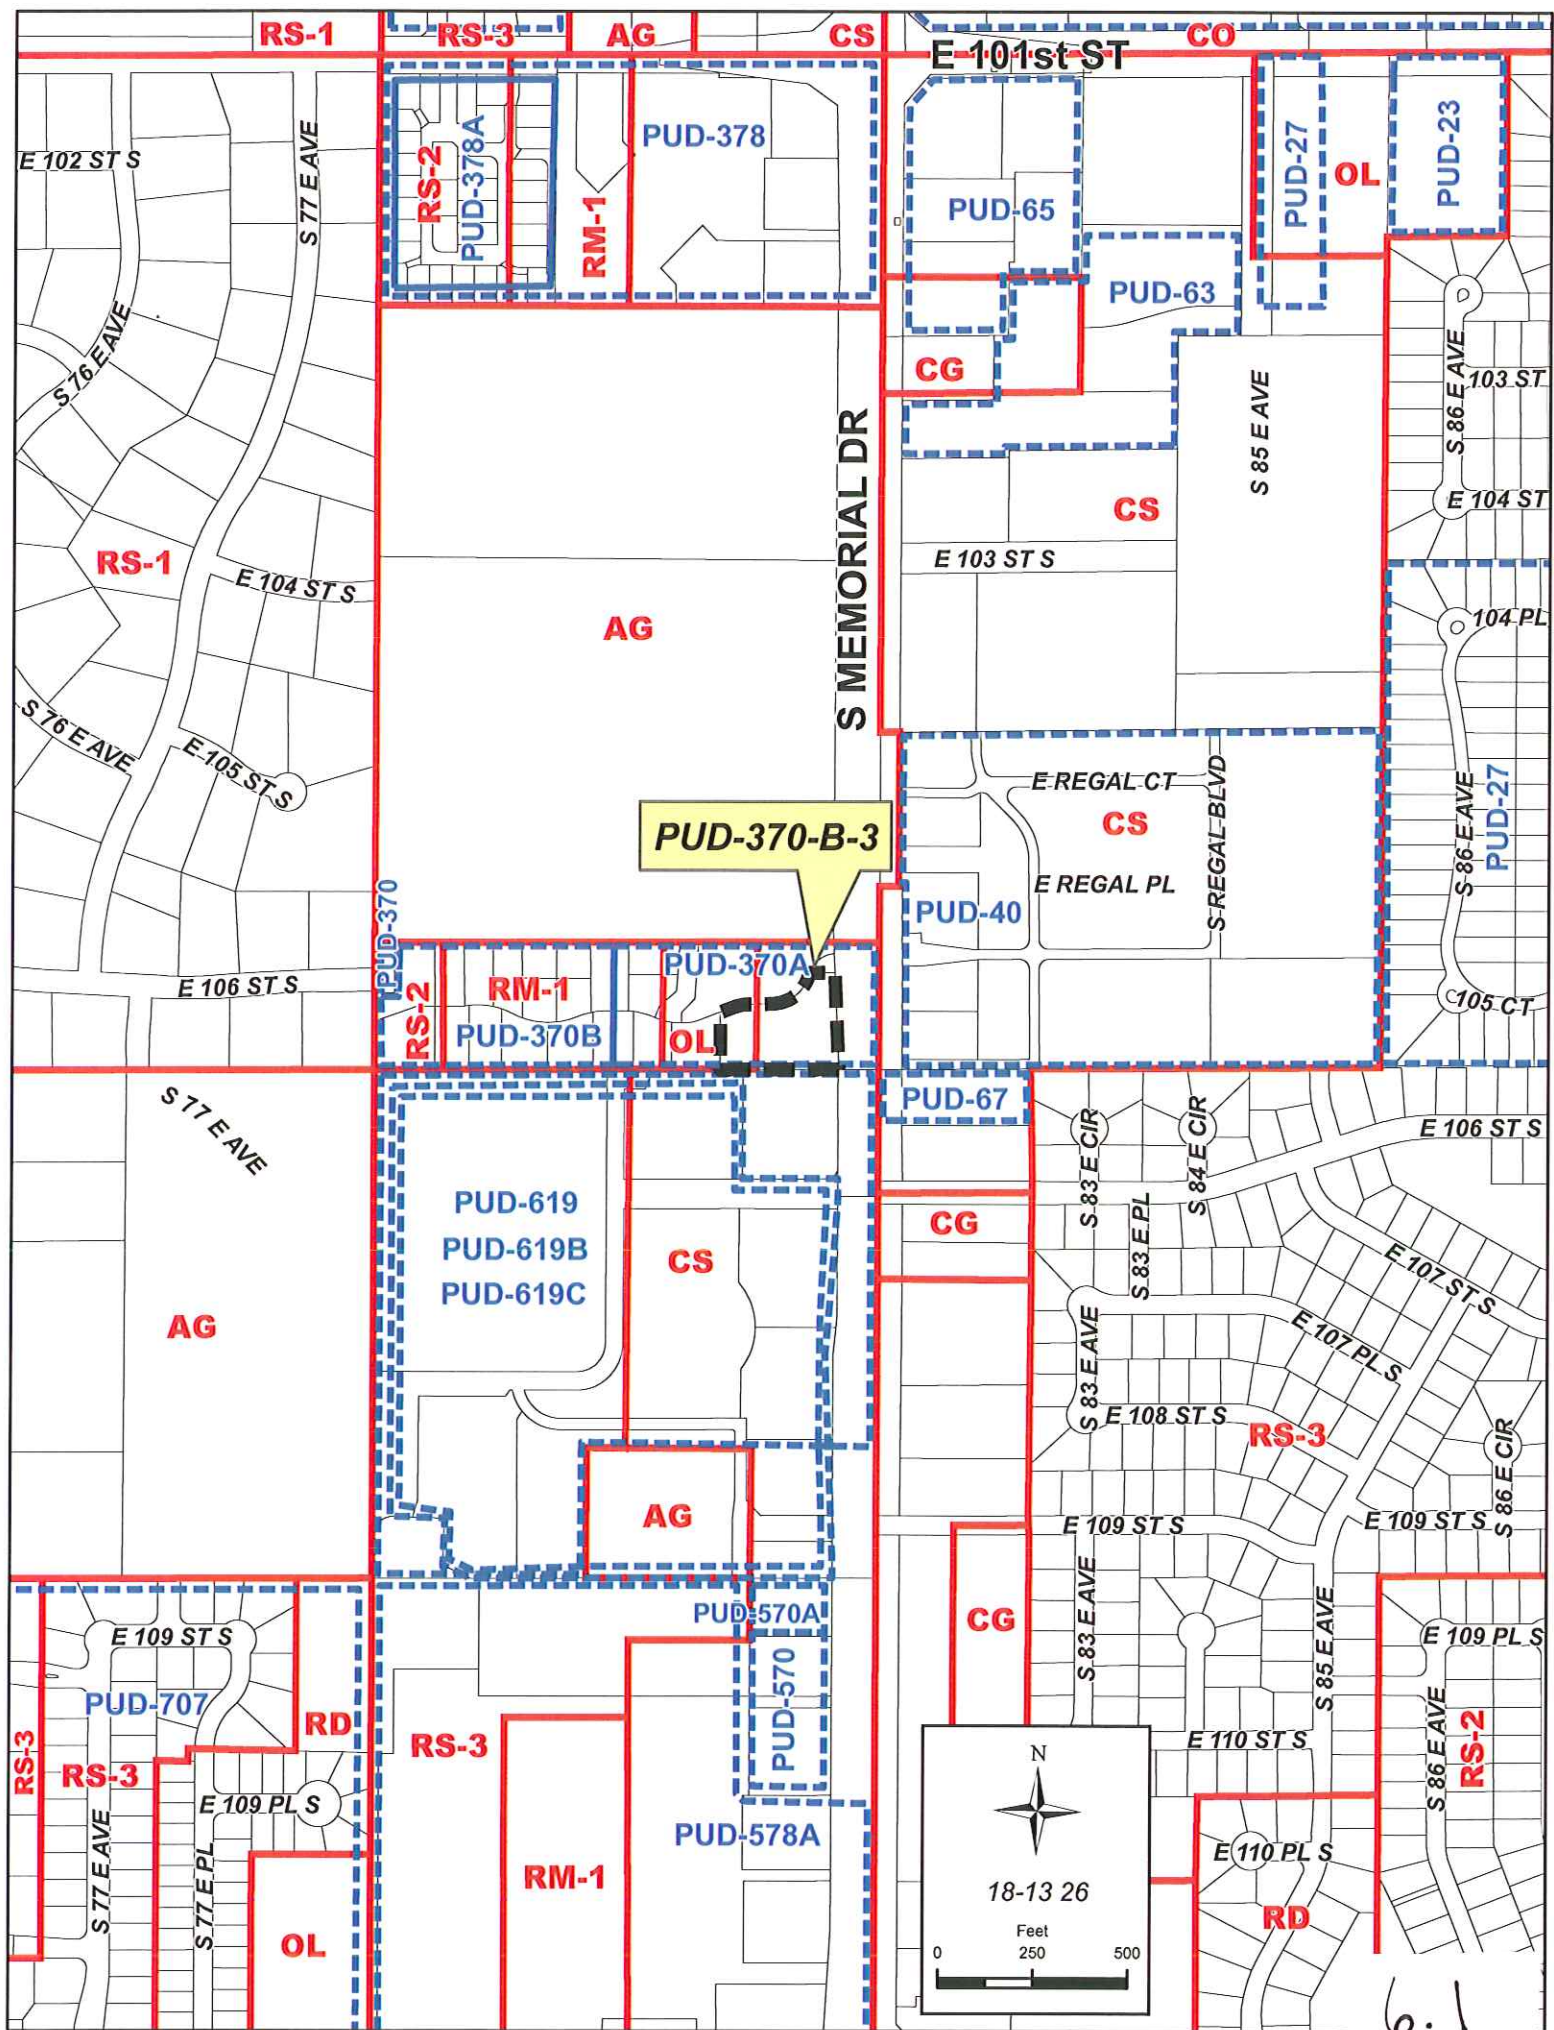 RS-1
RS-3
AG
CS
CO
E 101st ST
PUD-378
PUD-27
PUD-23
E 102 ST S
S 77 E AVE
RS-2
PUD-378A
OL
RM-1
PUD-65
PUD-63
S 76 E AVE
CG
S 85 E AVE
S 86 E AVE
103 ST
S MEMORIAL DR
E 104 ST
CS
RS-1
E 103 ST S
E 104 ST S
AG
104 PL
S 76 E AVE
E 105 ST S
E REGAL CT
S REGAL BLVD
CS
PUD-370-B-3
S 86 E AVE
PUD-27
E REGAL PL
PUD-370
PUD-40
PUD-370A
E 106 ST S
RM-1
RS-2
105 CT
PUD-370B
OL
S 77 E AVE
PUD-67
E 106 ST S
S 83 E CIR
S 84 E CIR
PUD-619
S 83 E PL
CG
PUD-619B
CS
E 107 ST S
PUD-619C
AG
S 83 E AVE
E 107 PL S
E 108 ST S
RS-3
S 86 E CIR
AG
E 109 ST S
E 109 ST S
PUD-570A
CG
S 83 E AVE
S 85 E AVE
E 109 ST S
E 109 PL S
PUD-707
PUD-570
RD
RS-3
RS-3
RS-3
E 110 ST S
S 86 E AVE
RS-2
N
E 109 PL S
PUD-578A
E 110 PL S
S 77 E AVE
S 77 E PL
RM-1
18-13 26
RD
OL
Feet
0 250 500